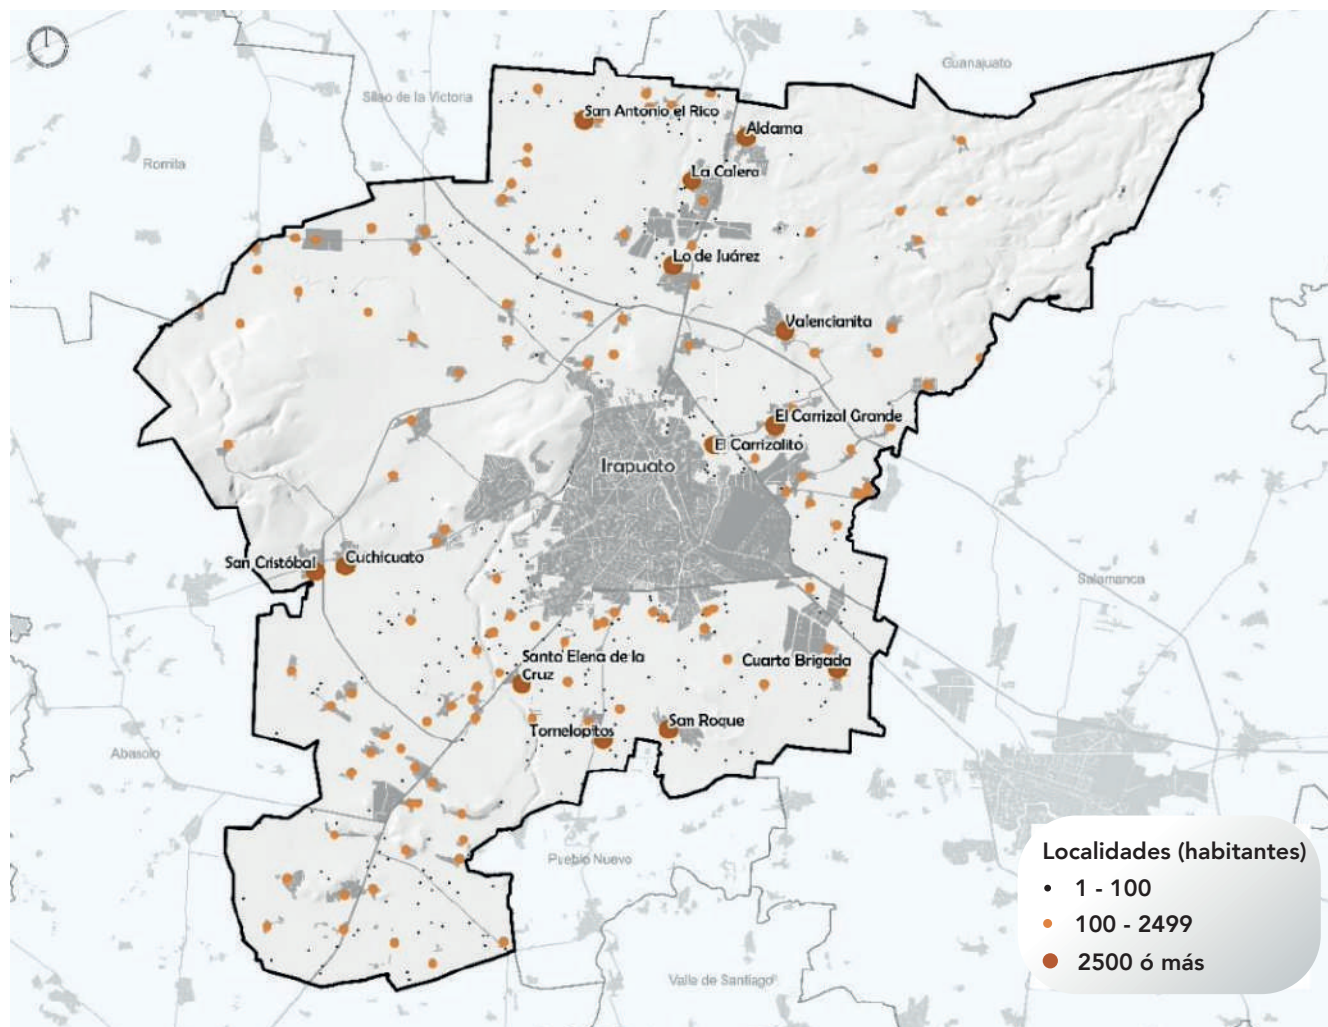 Guanajuato
Silao de la Victoria
San Antonio el Rico
Aldama
Romita
La Calera
Lo de Juárez
Valencianita
El Carrizal Grande
El Carrizalito
Irapuato
San Cristóbal
Cuchicuato
Salamanca
Santa Elena de la
Cruz
Cuarta Brigada
San Roque
Tomelopitos
Abasolo
Pueblo Nuevo
Valle de Santiago
Localidades (habitantes)
1 - 100
100 - 2499
2500 ó más